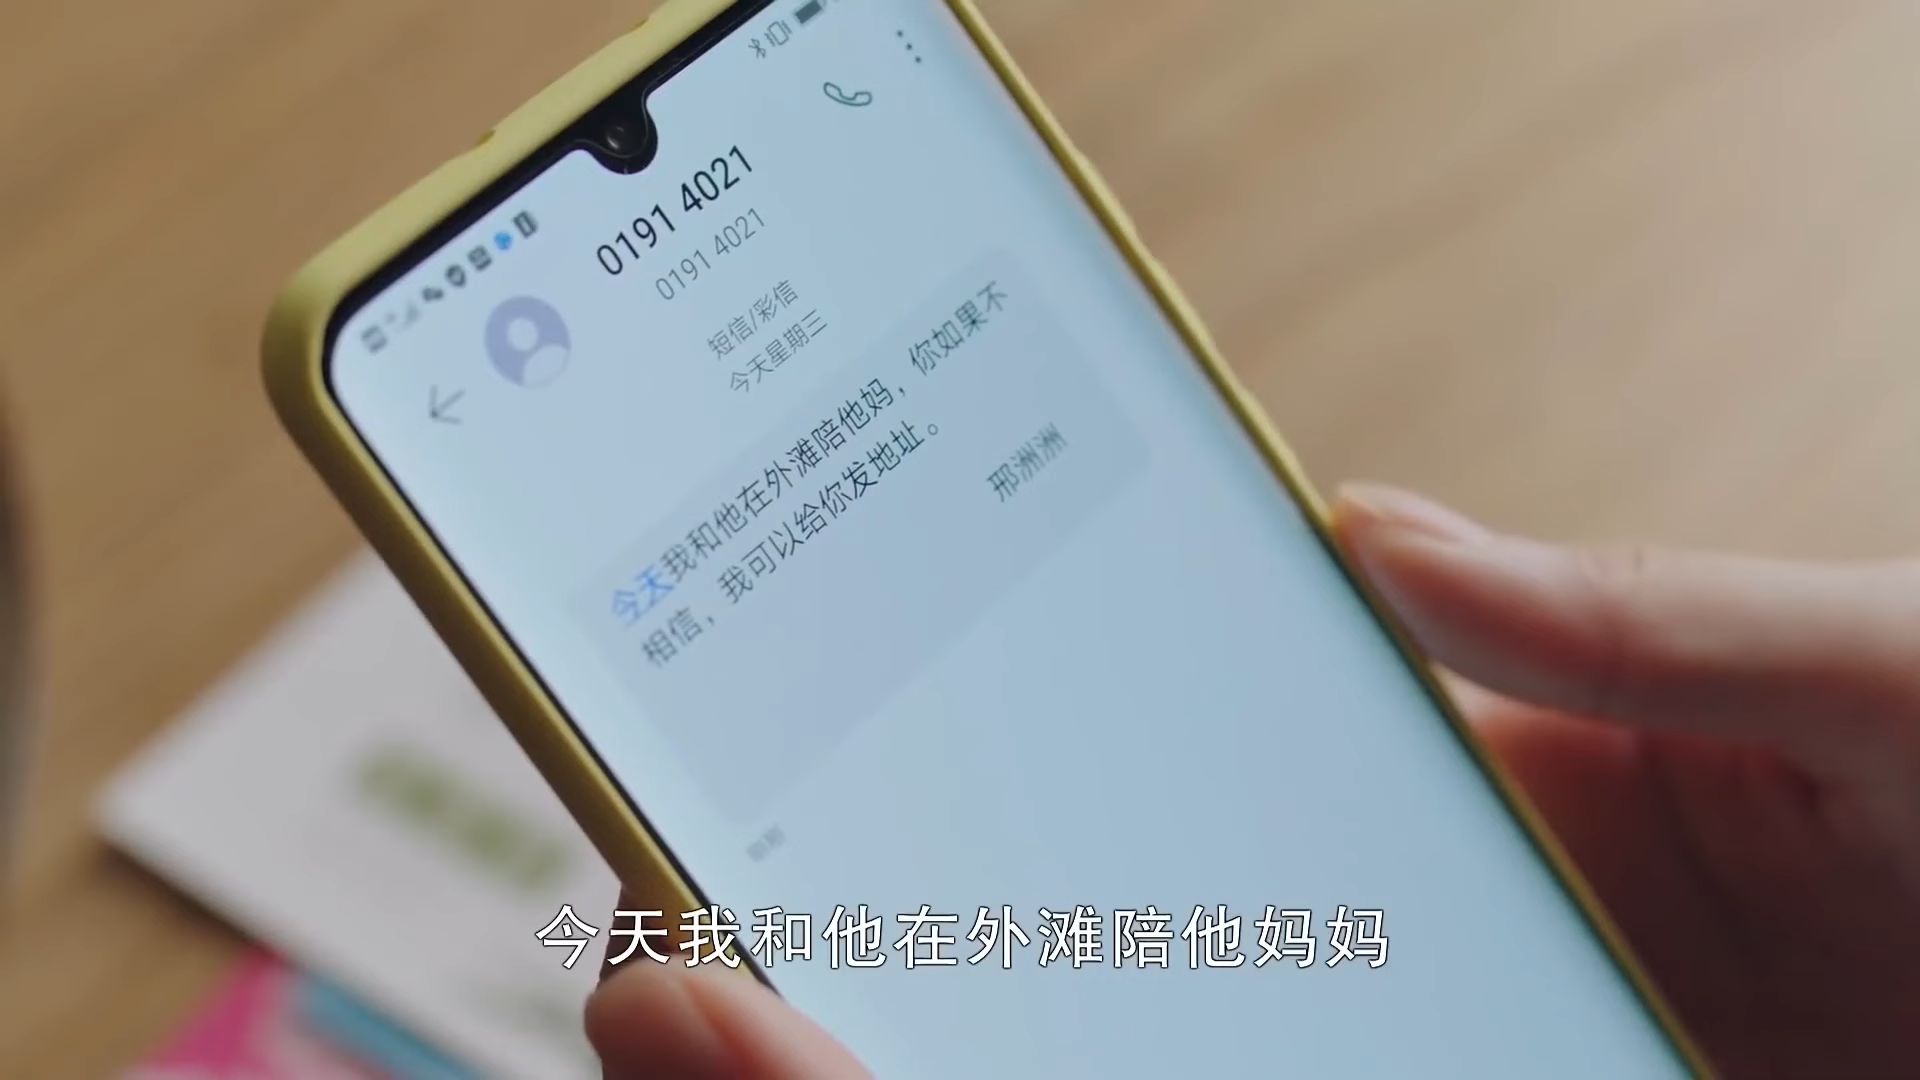 0191 4021
0191 4021
短信/彩信
今天星期三
今天我和他在外滩陪他妈，你如果不
相信，我可以给你发地址。
邢洲洲
今天我和他在外滩陪他妈妈